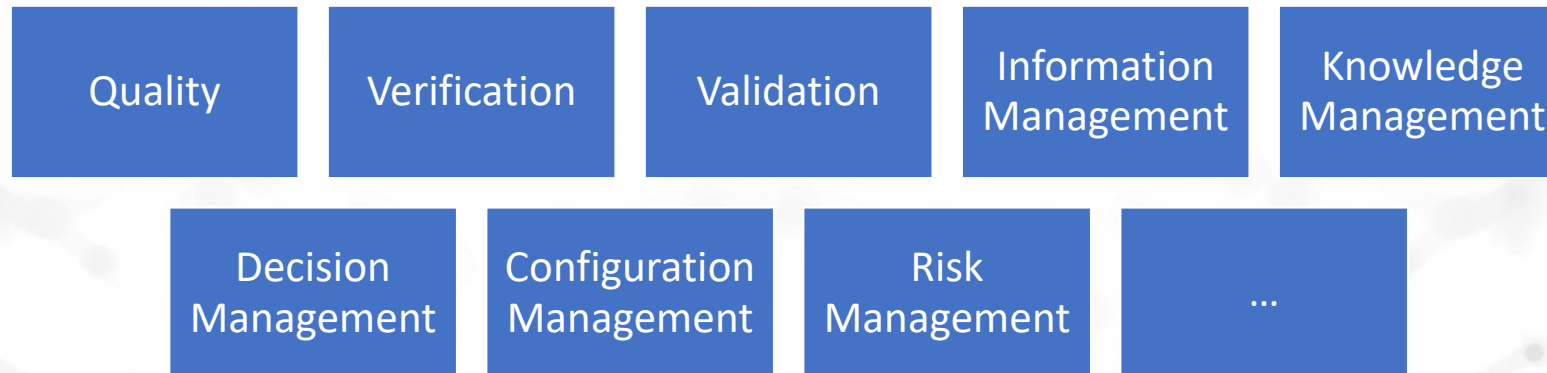 Quality
Verification
Validation
Information
Management
Knowledge
Management
Decision
Management
Configuration
Management
Risk
Management
...